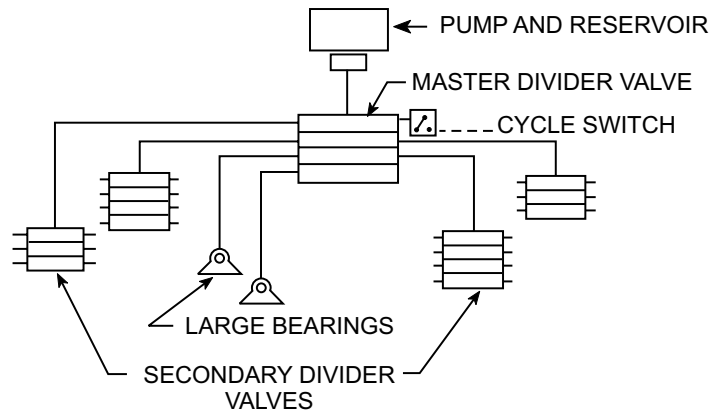 PUMP AND RESERVOIR
MASTER DIVIDER VALVE
CYCLE SWITCH
LARGE BEARINGS
SECONDARY DIVIDER
VALVES